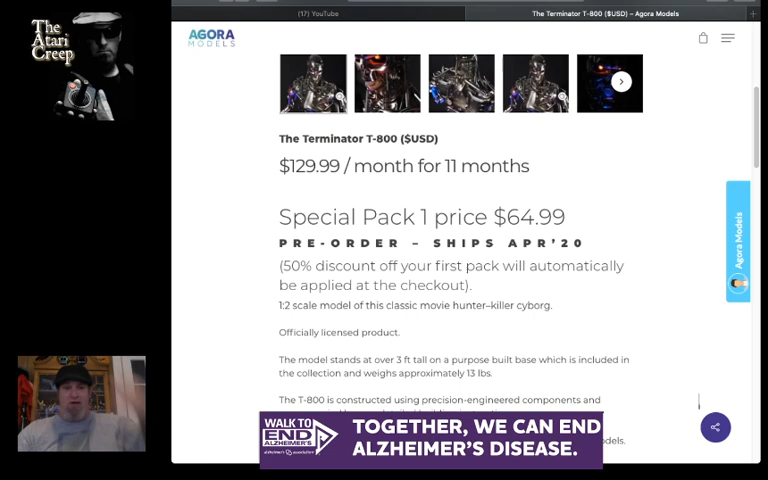 The
Atari
Creep
(17) YouTube
The Terminator T-800 ($USD) – Agora Models
AGORA
MODELS
The Terminator T-800 ($USD)
$129.99 / month for 11 months
Special Pack 1 price $64.99
PRE-ORDER – SHIPS APR'20
(50% discount off your first pack will automatically
be applied at the checkout).
1:2 scale model of this classic movie hunter–killer cyborg.
Officially licensed product.
The model stands at over 3 ft tall on a purpose built base which is included in
the collection and weighs approximately 13 lbs.
The T-800 is constructed using precision-engineered components and
Agora Models
WALK TO
END
ALZHEIMER'S
alzheimer's association
TOGETHER, WE CAN END
ALZHEIMER'S DISEASE.